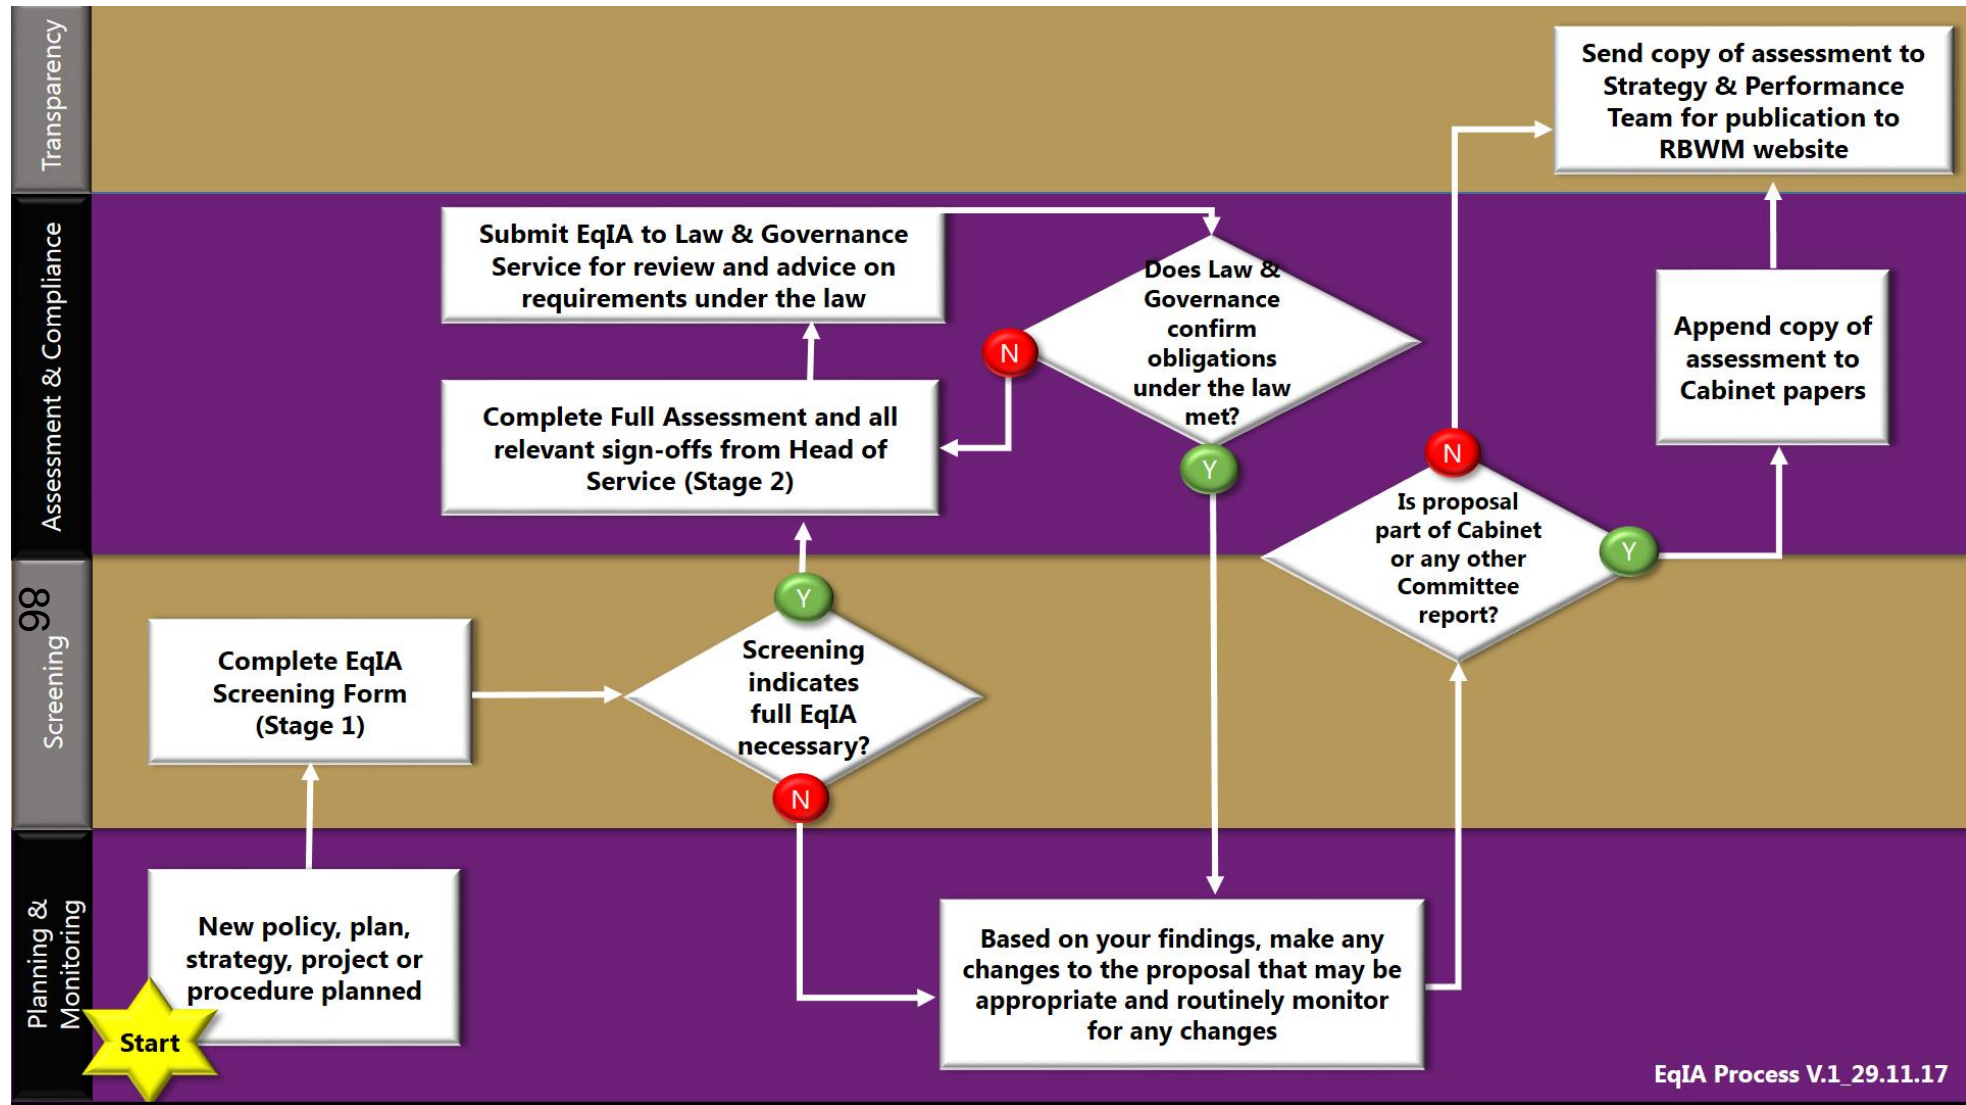 Transparency
Send copy of assessment to
Strategy & Performance
Team for publication to
RBWM website
Assessment & Compliance
Submit EqIA to Law & Governance
Service for review and advice on
requirements under the law
Does Law &
Governance
confirm
obligations
under the law
met?
N
Y
Complete Full Assessment and all
relevant sign-offs from Head of
Service (Stage 2)
Append copy of
assessment to
Cabinet papers
N
Is proposal
part of Cabinet
or any other
Committee
report?
Y
98
Screening
Complete EqIA
Screening Form
(Stage 1)
Y
Screening
indicates
full EqIA
necessary?
N
Planning &
Monitoring
New policy, plan,
strategy, project or
procedure planned
Start
Based on your findings, make any
changes to the proposal that may be
appropriate and routinely monitor
for any changes
EqIA Process V.1_29.11.17